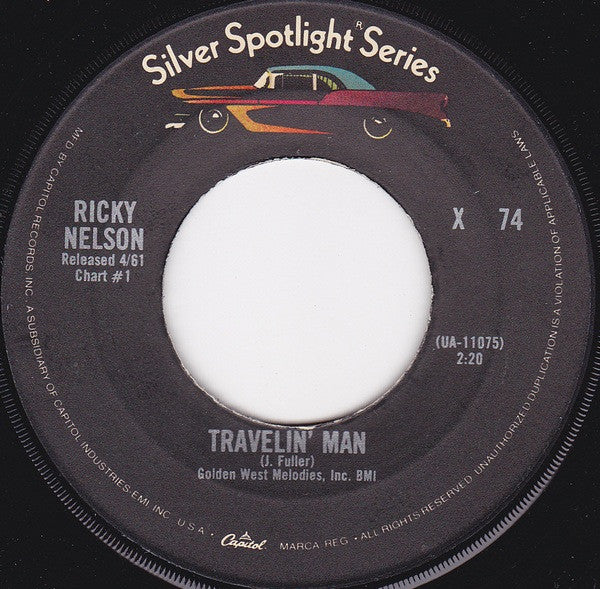 Silver Spotlight® Series
RICKY
NELSON
Released 4/61
Chart #1
X 74
(UA-11075)
2:20
TRAVELIN' MAN
(J. Fuller)
Golden West Melodies, Inc. BMI
MF'D BY CAPITOL RECORDS, INC. A SUBSIDIARY OF CAPITOL INDUSTRIES-EMI, INC. U.S.A. • Capitol MARCA REG. • ALL RIGHTS RESERVED. UNAUTHORIZED DUPLICATION IS A VIOLATION OF APPLICABLE LAWS